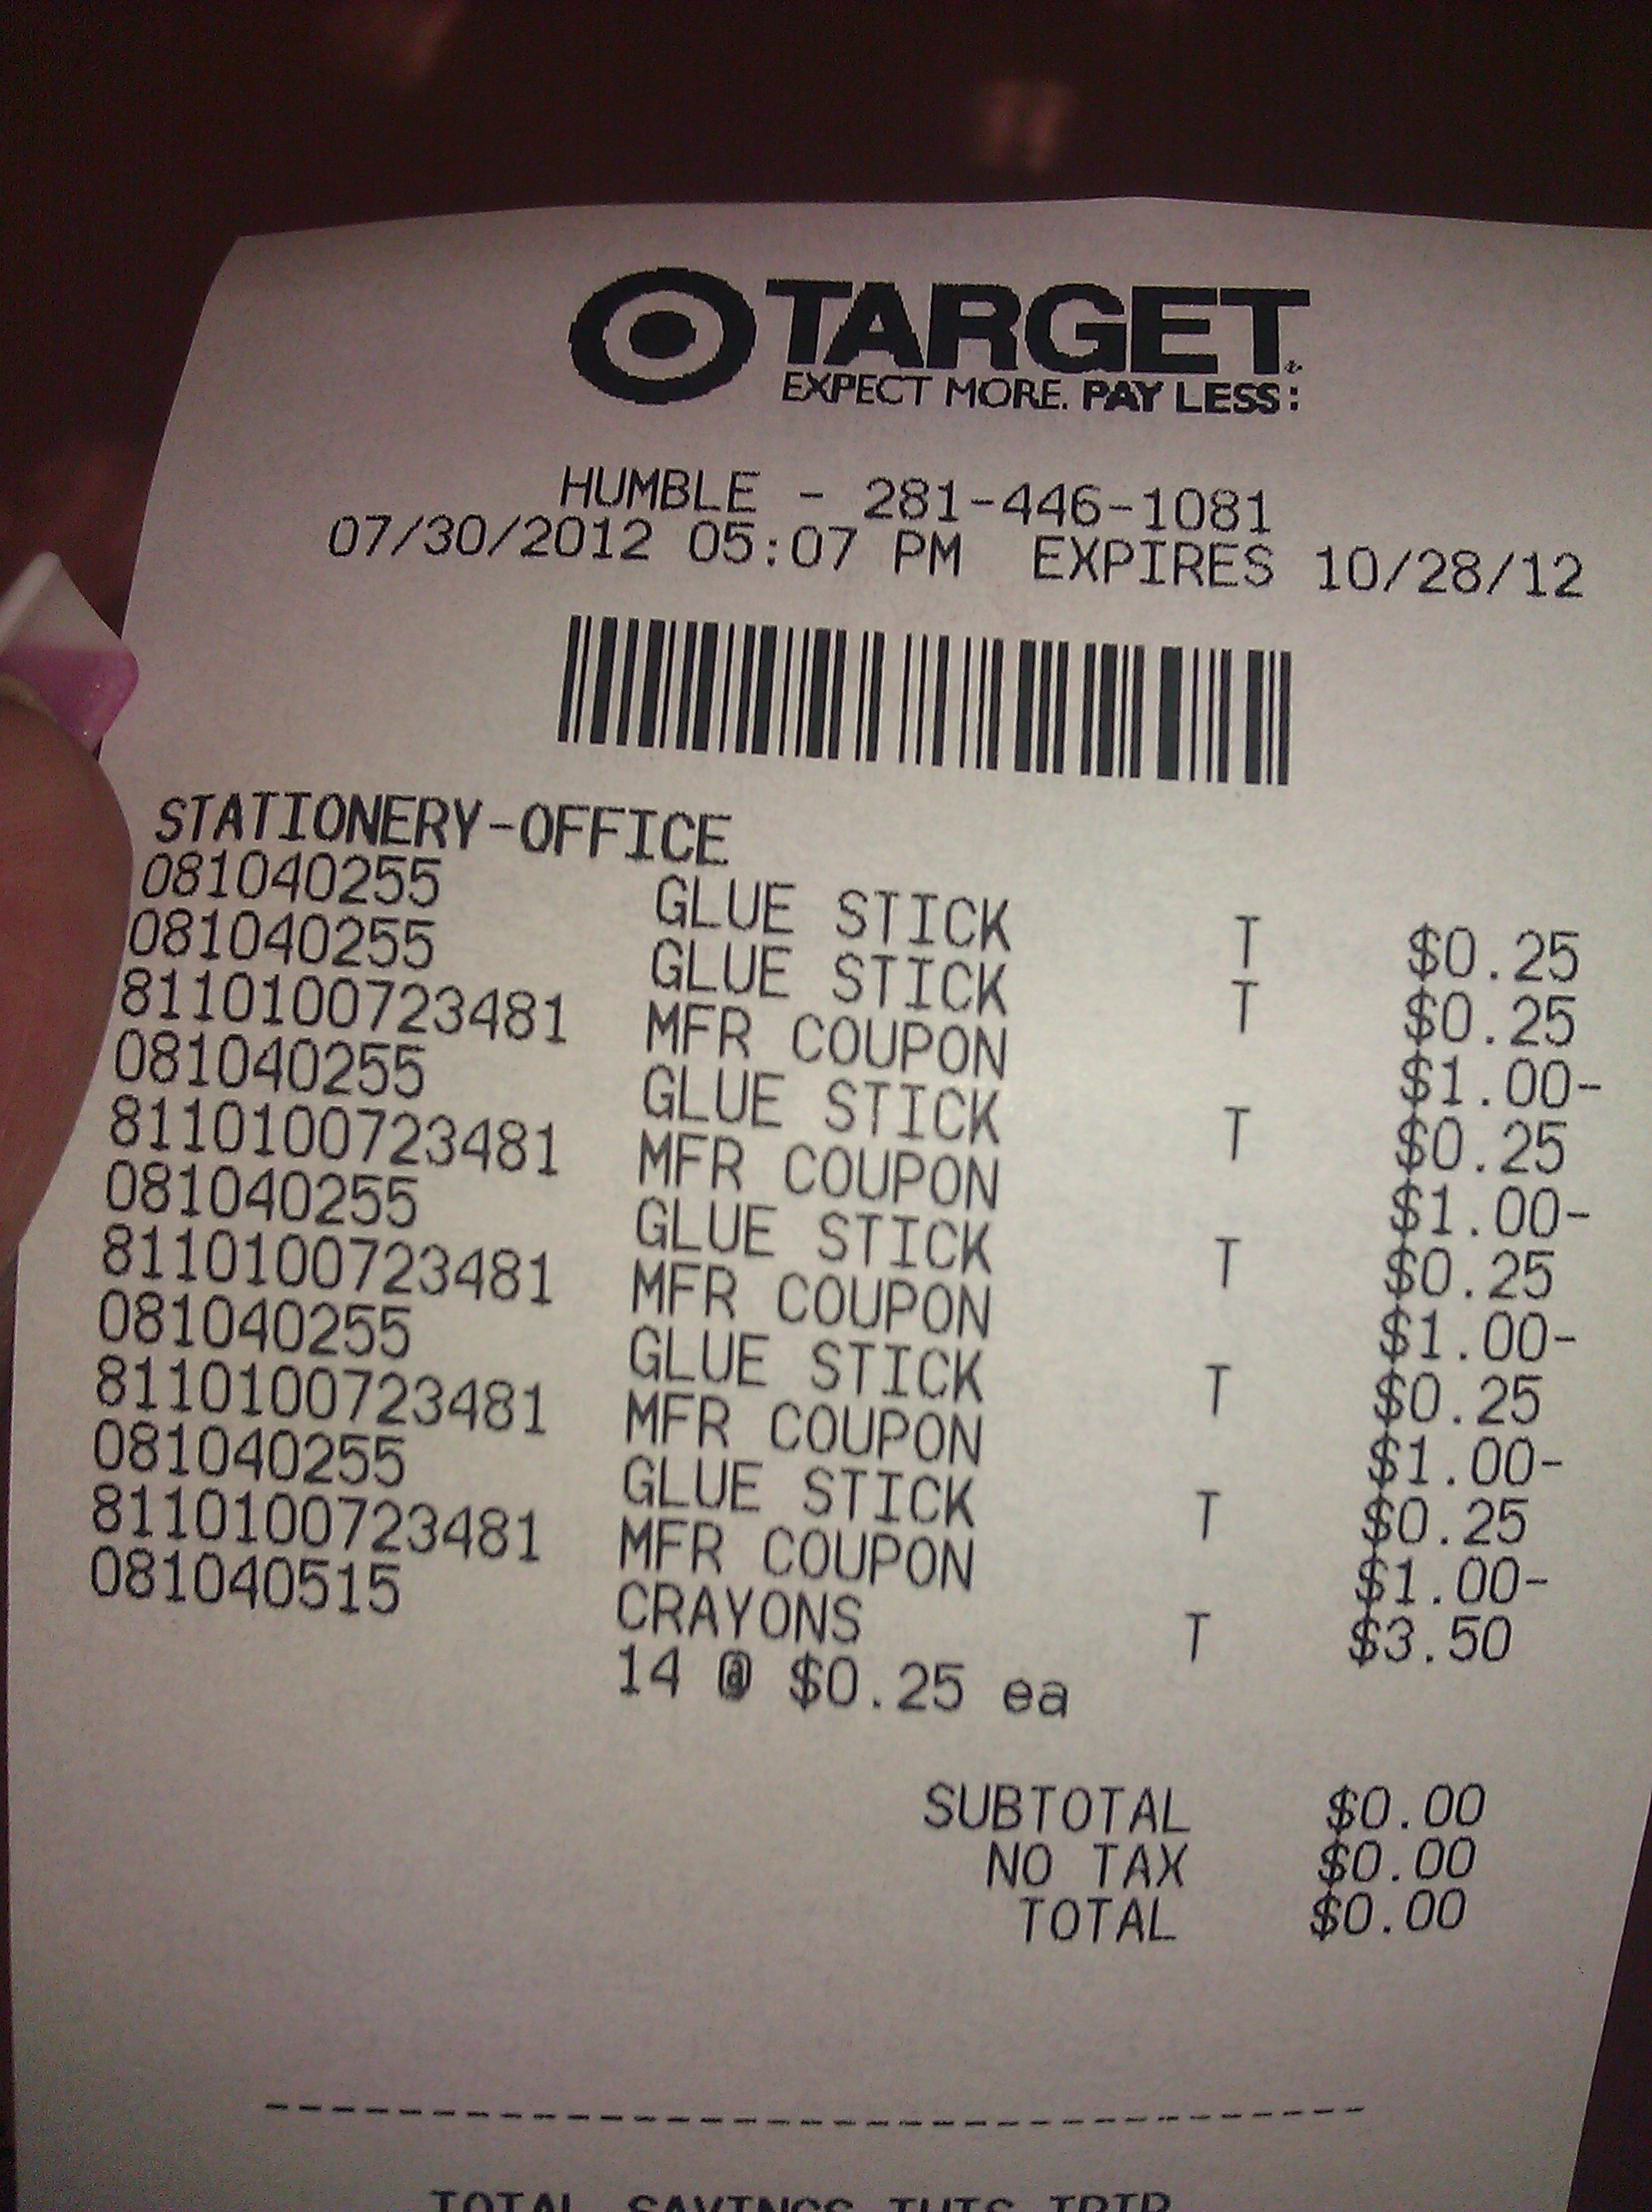 TARGET
EXPECT MORE. PAY LESS:
HUMBLE - 281-446-1081
07/30/2012 05:07 PM EXPIRES 10/28/12
STATIONERY-OFFICE
081040255 GLUE STICK T $0.25
081040255 GLUE STICK T $0.25
8110100723481 MFR COUPON $1.00-
081040255 GLUE STICK T $0.25
8110100723481 MFR COUPON $1.00-
081040255 GLUE STICK T $0.25
8110100723481 MFR COUPON $1.00-
081040255 GLUE STICK T $0.25
8110100723481 MFR COUPON $1.00-
081040255 GLUE STICK T $0.25
8110100723481 MFR COUPON $1.00-
081040515 CRAYONS T $3.50
14 @ $0.25 ea
SUBTOTAL $0.00
NO TAX $0.00
TOTAL $0.00
TOTAL SAVINGS THIS TRIP